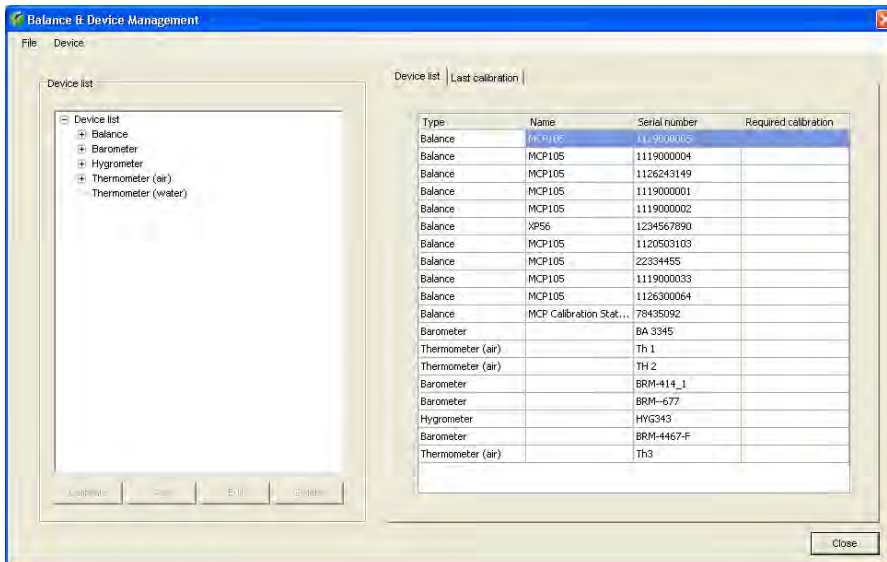 Balance & Device Management
File Device
Device list
Device list
Balance
Barometer
Hygrometer
Thermometer (air)
Thermometer (water)
Edit
Delete
Device list Last calibration
Type Name Serial number Required calibration
Balance MCP105 1119000005
Balance MCP105 1119000004
Balance MCP105 1126243149
Balance MCP105 1119000001
Balance MCP105 1119000002
Balance XP56 1234567890
Balance MCP105 1120503103
Balance MCP105 22334455
Balance MCP105 1119000033
Balance MCP105 1126300064
Balance MCP Calibration Stat... 78435092
Barometer BA 3345
Thermometer (air) Th 1
Thermometer (air) TH 2
Barometer BRM-414_1
Barometer BRM--677
Hygrometer HYG343
Barometer BRM-4467-F
Thermometer (air) Th3
Close